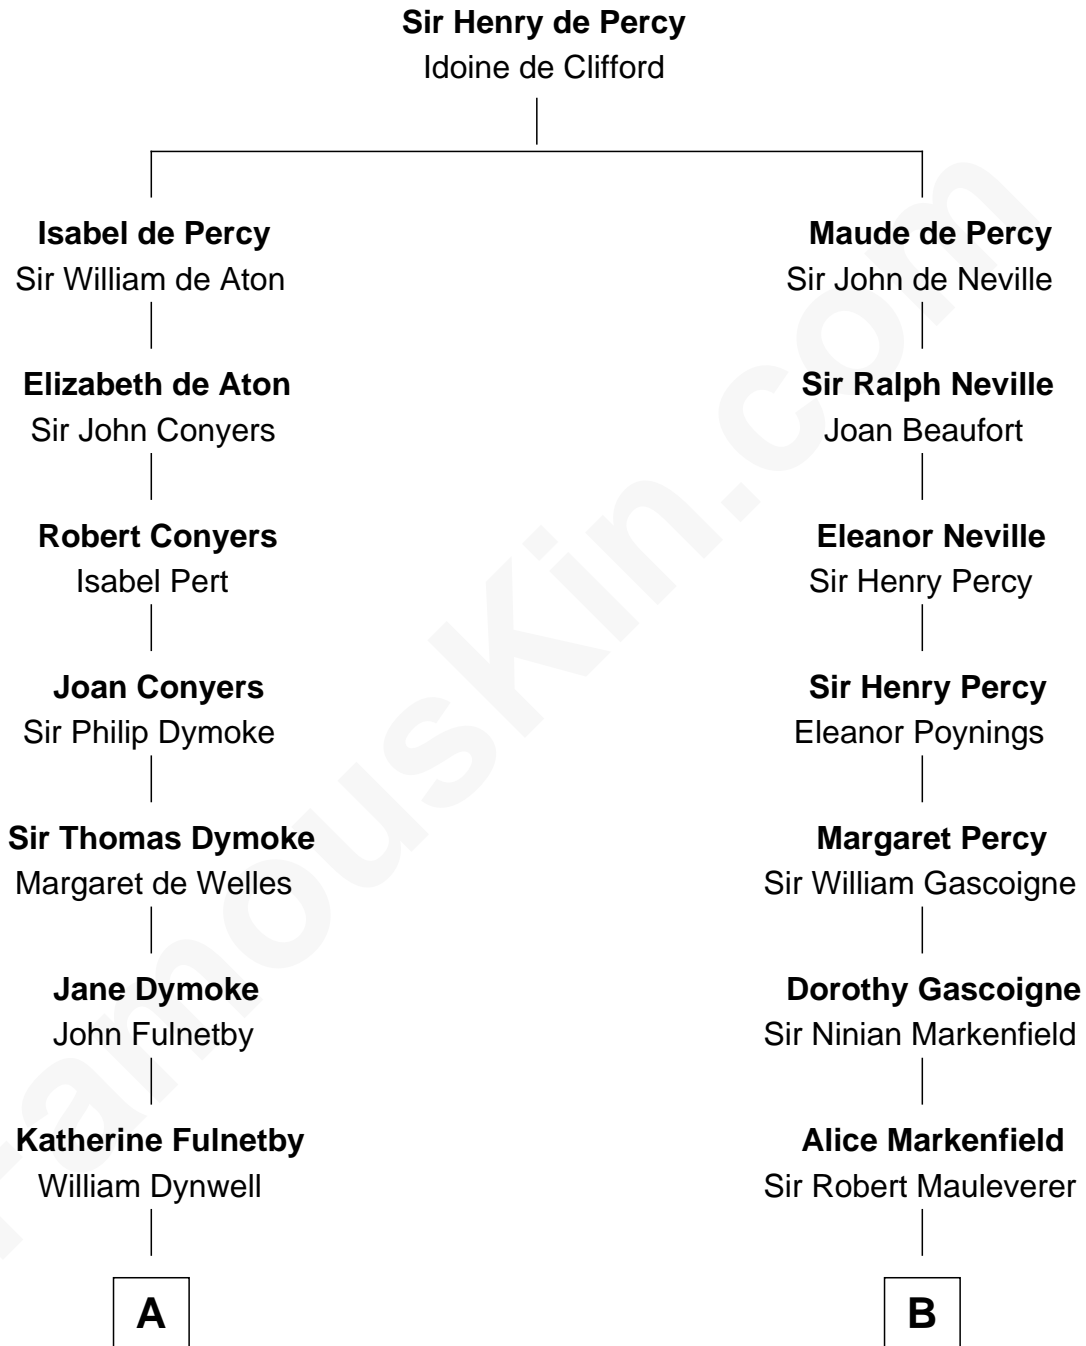 Sir Henry de Percy
Idoine de Clifford
Isabel de Percy
Sir William de Aton
Maude de Percy
Sir John de Neville
Elizabeth de Aton
Sir John Conyers
Sir Ralph Neville
Joan Beaufort
Robert Conyers
Isabel Pert
Eleanor Neville
Sir Henry Percy
Joan Conyers
Sir Philip Dymoke
Sir Henry Percy
Eleanor Poynings
Sir Thomas Dymoke
Margaret de Welles
Margaret Percy
Sir William Gascoigne
Jane Dymoke
John Fulnetby
Dorothy Gascoigne
Sir Ninian Markenfield
Katherine Fulnetby
William Dynwell
Alice Markenfield
Sir Robert Mauleverer
A
B
FamousKin.com